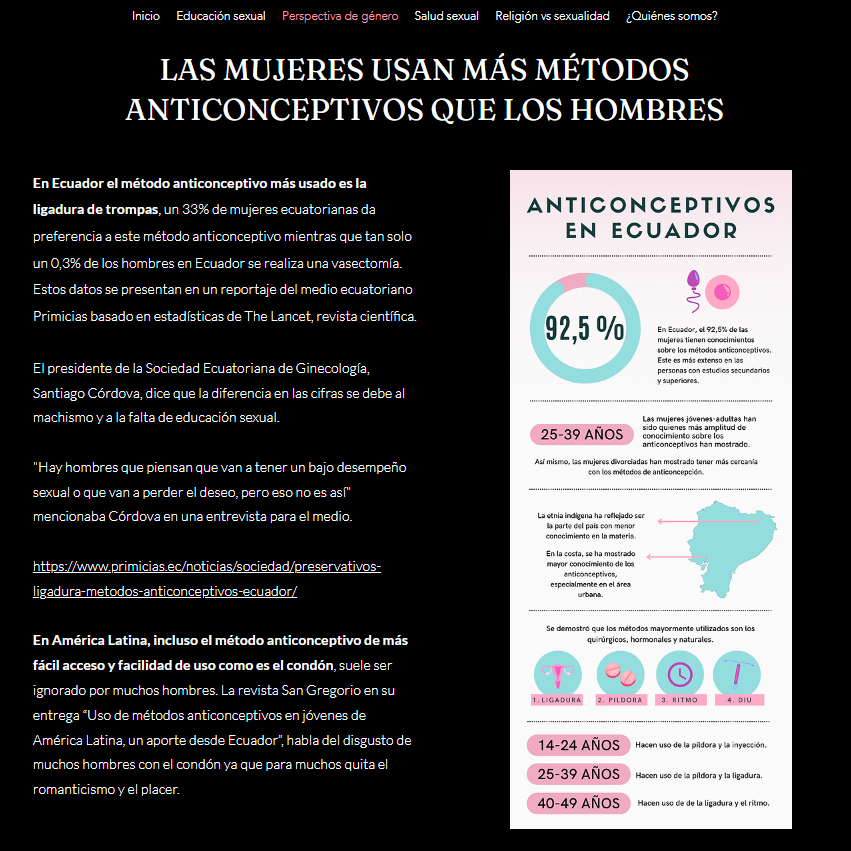 Inicio Educación sexual Perspectiva de género Salud sexual Religión vs sexualidad ¿Quiénes somos?
LAS MUJERES USAN MÁS MÉTODOS
ANTICONCEPTIVOS QUE LOS HOMBRES
En Ecuador el método anticonceptivo más usado es la
ligadura de trompas, un 33% de mujeres ecuatorianas da
preferencia a este método anticonceptivo mientras que tan solo
un 0,3% de los hombres en Ecuador se realiza una vasectomía.
Estos datos se presentan en un reportaje del medio ecuatoriano
Primicias basado en estadísticas de The Lancet, revista científica.
El presidente de la Sociedad Ecuatoriana de Ginecología,
Santiago Córdova, dice que la diferencia en las cifras se debe al
machismo y a la falta de educación sexual.
"Hay hombres que piensan que van a tener un bajo desempeño
sexual o que van a perder el deseo, pero eso no es así"
mencionaba Córdova en una entrevista para el medio.
https://www.primicias.ec/noticias/sociedad/preservativos-
ligadura-metodos-anticonceptivos-ecuador/
En América Latina, incluso el método anticonceptivo de más
fácil acceso y facilidad de uso como es el condón, suele ser
ignorado por muchos hombres. La revista San Gregorio en su
entrega “Uso de métodos anticonceptivos en jóvenes de
América Latina, un aporte desde Ecuador”, habla del disgusto de
muchos hombres con el condón ya que para muchos quita el
romanticismo y el placer.
ANTICONCEPTIVOS
EN ECUADOR
92,5 %
En Ecuador, el 92,5% de las
mujeres tienen conocimientos
sobre los métodos anticonceptivos.
Este es más extenso en las
personas con estudios secundarios
y superiores.
25-39 AÑOS
Las mujeres jóvenes-adultas han
sido quienes más amplitud de
conocimiento sobre los
anticonceptivos han mostrado.
Así mismo, las mujeres divorciadas han mostrado tener más cercanía
con los métodos de anticoncepción.
La etnia indígena ha reflejado ser
la parte del país con menor
conocimiento en la materia.
En la costa, se ha mostrado
mayor conocimiento de los
anticonceptivos,
especialmente en el área
urbana.
Se demostró que los métodos mayormente utilizados son los
quirúrgicos, hormonales y naturales.
1. LIGADURA 2. PILDORA 3. RITMO 4. DIU
14-24 AÑOS Hacen uso de la píldora y la inyección.
25-39 AÑOS Hacen uso de la píldora y la ligadura.
40-49 AÑOS Hacen uso de de la ligadura y el ritmo.